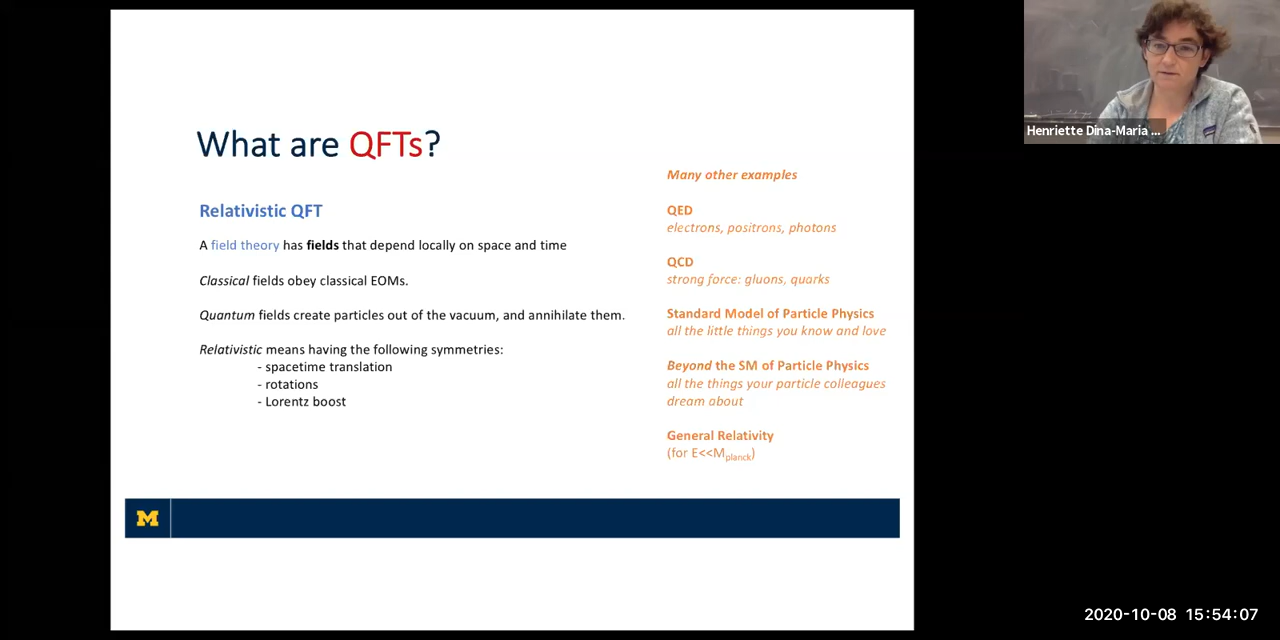 What are QFTs?
Relativistic QFT
A field theory has fields that depend locally on space and time
Classical fields obey classical EOMs.
Quantum fields create particles out of the vacuum, and annihilate them.
Relativistic means having the following symmetries:
- spacetime translation
- rotations
- Lorentz boost
Many other examples
QED
electrons, positrons, photons
QCD
strong force: gluons, quarks
Standard Model of Particle Physics
all the little things you know and love
Beyond the SM of Particle Physics
all the things your particle colleagues
dream about
General Relativity
(for E<<Mplanck)
M
Henriette Dina-Maria ...
2020-10-08 15:54:07